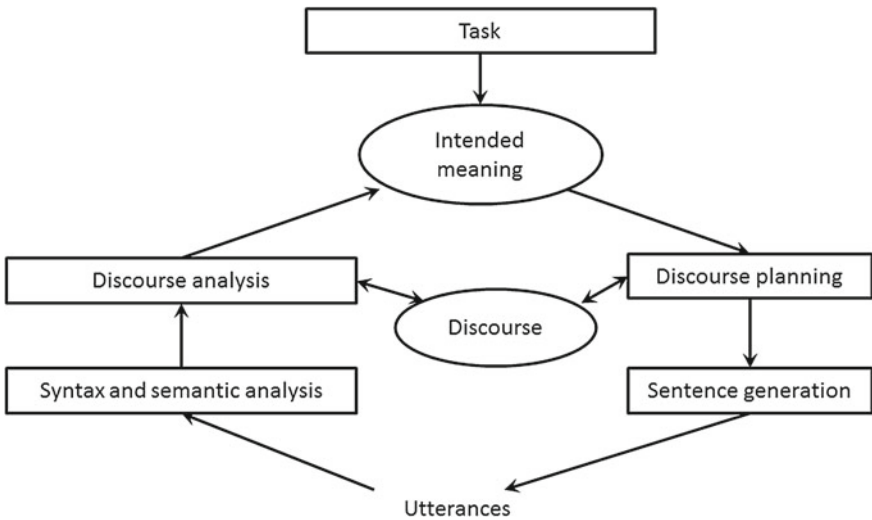 Task
Intended
meaning
Discourse analysis
Discourse planning
Discourse
Syntax and semantic analysis
Sentence generation
Utterances